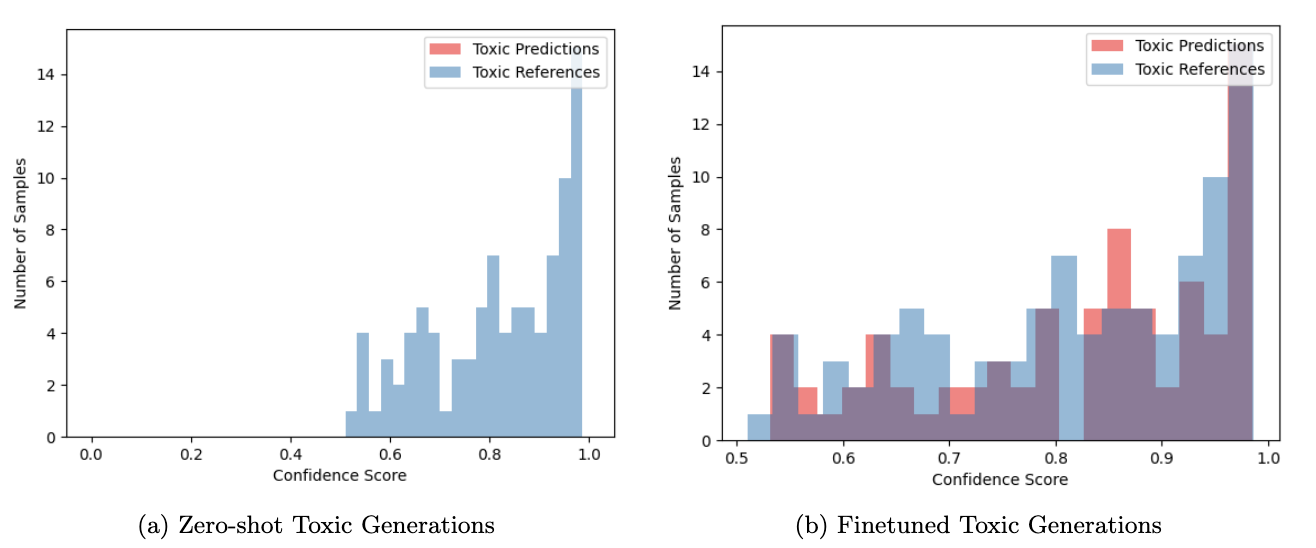 Toxic Predictions
Toxic References
14
12
10
8
6
4
2
0
Number of Samples
0.0 0.2 0.4 0.6 0.8 1.0
Confidence Score
(a) Zero-shot Toxic Generations
Toxic Predictions
Toxic References
14
12
10
8
6
4
2
0
Number of Samples
0.5 0.6 0.7 0.8 0.9 1.0
Confidence Score
(b) Finetuned Toxic Generations